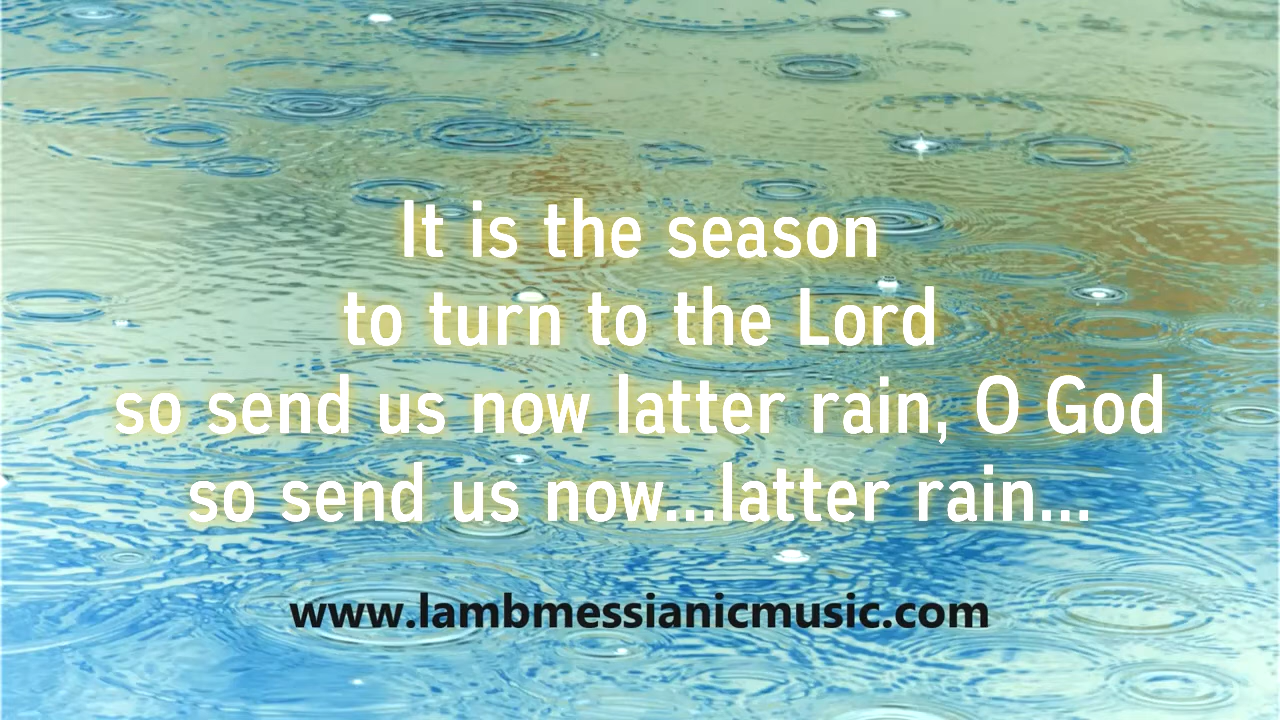 It is the season
to turn to the Lord
so send us now latter rain, O God
so send us now...latter rain...
www.lambmessianicmusic.com